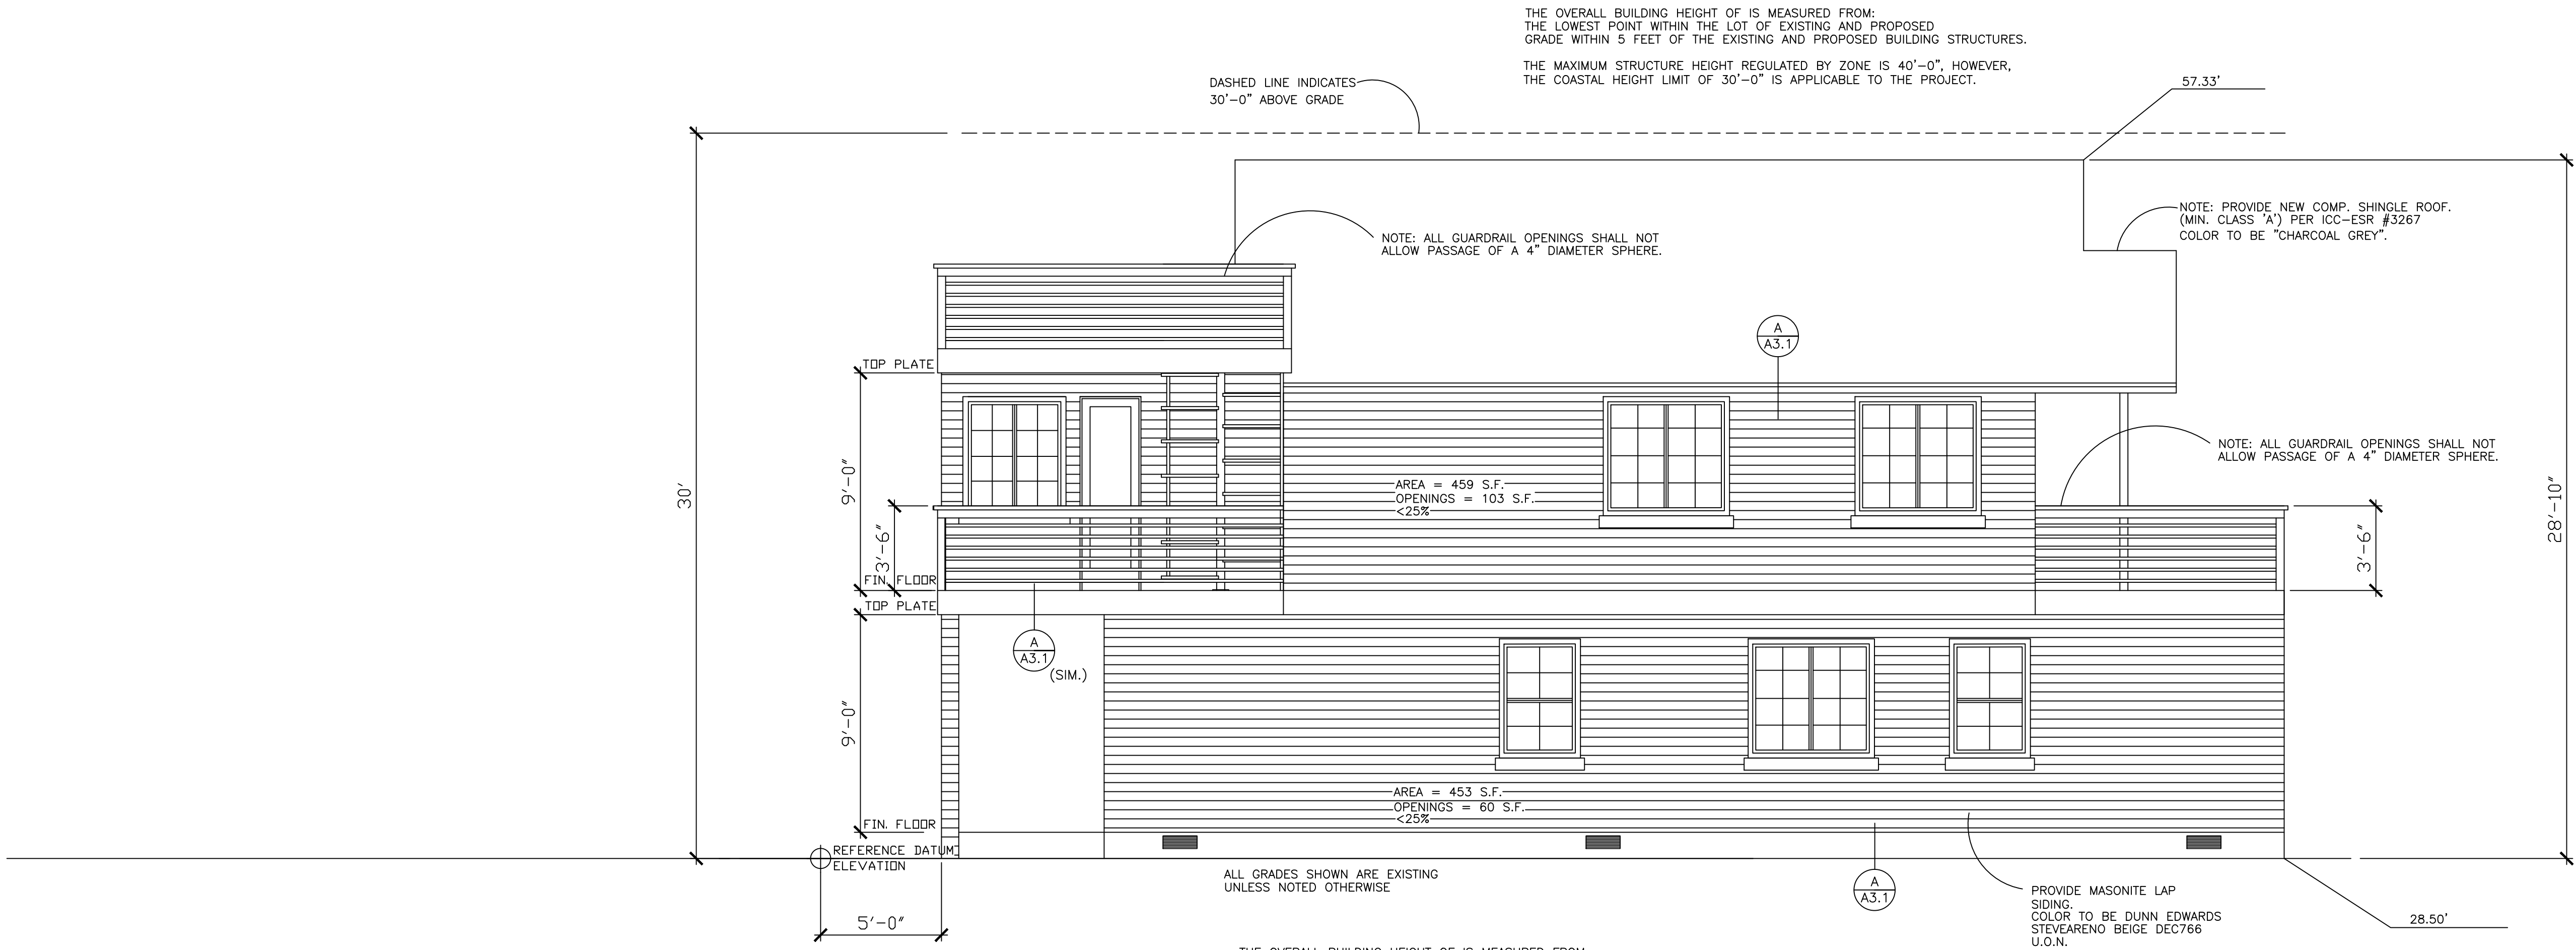 THE OVERALL BUILDING HEIGHT OF IS MEASURED FROM:
THE LOWEST POINT WITHIN THE LOT OF EXISTING AND PROPOSED
GRADE WITHIN 5 FEET OF THE EXISTING AND PROPOSED BUILDING STRUCTURES.
THE MAXIMUM STRUCTURE HEIGHT REGULATED BY ZONE IS 40'-0", HOWEVER,
THE COASTAL HEIGHT LIMIT OF 30'-0" IS APPLICABLE TO THE PROJECT.
DASHED LINE INDICATES
30'-0" ABOVE GRADE
57.33'
NOTE: PROVIDE NEW COMP. SHINGLE ROOF.
(MIN. CLASS 'A') PER ICC-ESR #3267
COLOR TO BE "CHARCOAL GREY".
NOTE: ALL GUARDRAIL OPENINGS SHALL NOT
ALLOW PASSAGE OF A 4" DIAMETER SPHERE.
A
A3.1
TOP PLATE
NOTE: ALL GUARDRAIL OPENINGS SHALL NOT
ALLOW PASSAGE OF A 4" DIAMETER SPHERE.
30'
9'-0"
3'-6"
AREA = 459 S.F.
OPENINGS = 103 S.F.
<25%
3'-6"
28'-10"
FIN. FLOOR
TOP PLATE
A
A3.1
(SIM.)
9'-0"
AREA = 453 S.F.
OPENINGS = 60 S.F.
<25%
FIN. FLOOR
REFERENCE DATUM
ELEVATION
ALL GRADES SHOWN ARE EXISTING
UNLESS NOTED OTHERWISE
A
A3.1
PROVIDE MASONITE LAP
SIDING.
COLOR TO BE DUNN EDWARDS
STEVEARENO BEIGE DEC766
U.O.N.
28.50'
5'-0"
THE OVERALL BUILDING HEIGHT OF IS MEASURED FROM